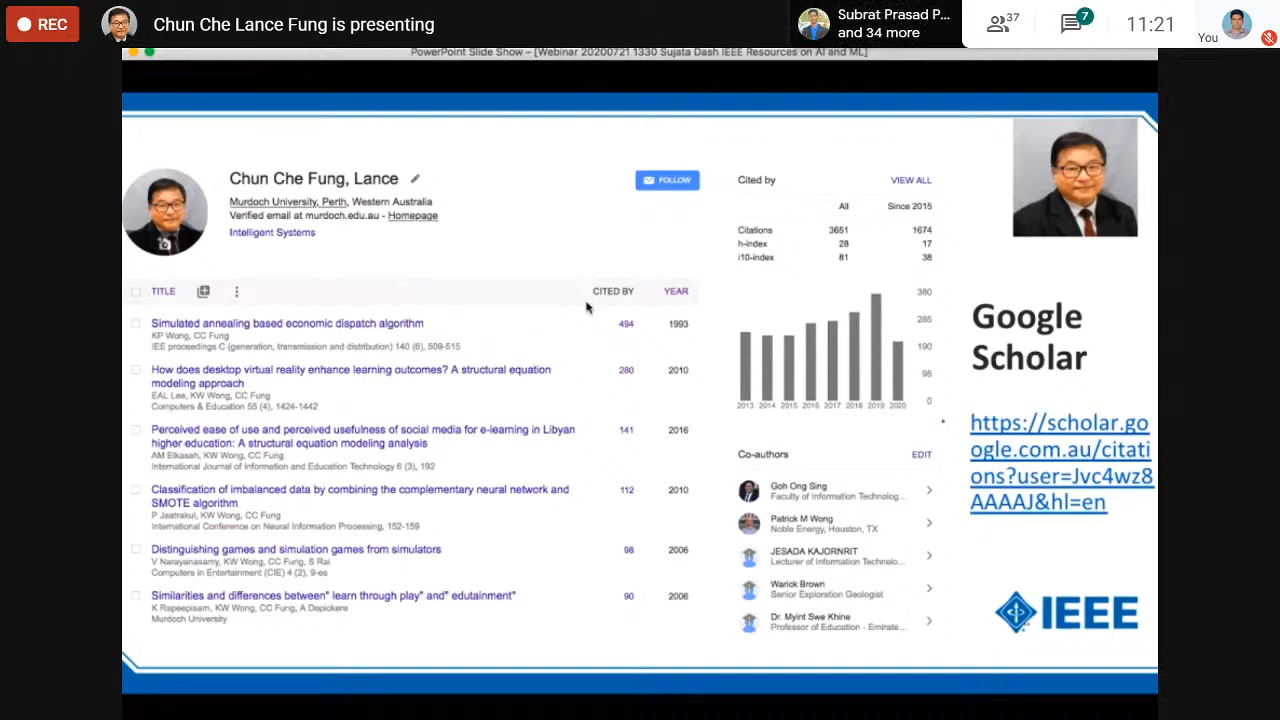 REC
Chun Che Lance Fung is presenting
Subrat Prasad P...
and 34 more
37
7
11:21
You
PowerPoint Slide Show – [Webinar 20200721 1330 Sujata Dash IEEE Resources on AI and ML]
Chun Che Fung, Lance
Murdoch University, Perth, Western Australia
Verified email at murdoch.edu.au - Homepage
Intelligent Systems
FOLLOW
TITLE
CITED BY
YEAR
Simulated annealing based economic dispatch algorithm
494
1993
KP Wong, CC Fung
IEE proceedings C (generation, transmission and distribution) 140 (6), 509-515
How does desktop virtual reality enhance learning outcomes? A structural equation
280
2010
modeling approach
EAL Lee, KW Wong, CC Fung
Computers & Education 55 (4), 1424-1442
Perceived ease of use and perceived usefulness of social media for e-learning in Libyan
141
2016
higher education: A structural equation modeling analysis
AM Elkaseh, KW Wong, CC Fung
International Journal of Information and Education Technology 6 (3), 192
Classification of imbalanced data by combining the complementary neural network and
112
2010
SMOTE algorithm
P Jeatrakul, KW Wong, CC Fung
International Conference on Neural Information Processing, 152-159
Distinguishing games and simulation games from simulators
98
2006
V Narayanasamy, KW Wong, CC Fung, S Rai
Computers in Entertainment (CIE) 4 (2), 9-es
Similarities and differences between" learn through play" and" edutainment"
90
2006
K Rapeepisarn, KW Wong, CC Fung, A Depickere
Murdoch University
Cited by
VIEW ALL
All
Since 2015
Citations
3651
1674
h-index
28
17
i10-index
81
38
380
285
190
95
0
2013 2014 2015 2016 2017 2018 2019 2020
Co-authors
EDIT
Goh Ong Sing
Faculty of Information Technolog...
Patrick M Wong
Noble Energy, Houston, TX
JESADA KAJORNRIT
Lecturer of Information Technolo...
Warick Brown
Senior Exploration Geologist
Dr. Myint Swe Khine
Professor of Education - Emirate...
Google
Scholar
https://scholar.go
ogle.com.au/citati
ons?user=Jvc4wz8
AAAAJ&hl=en
IEEE